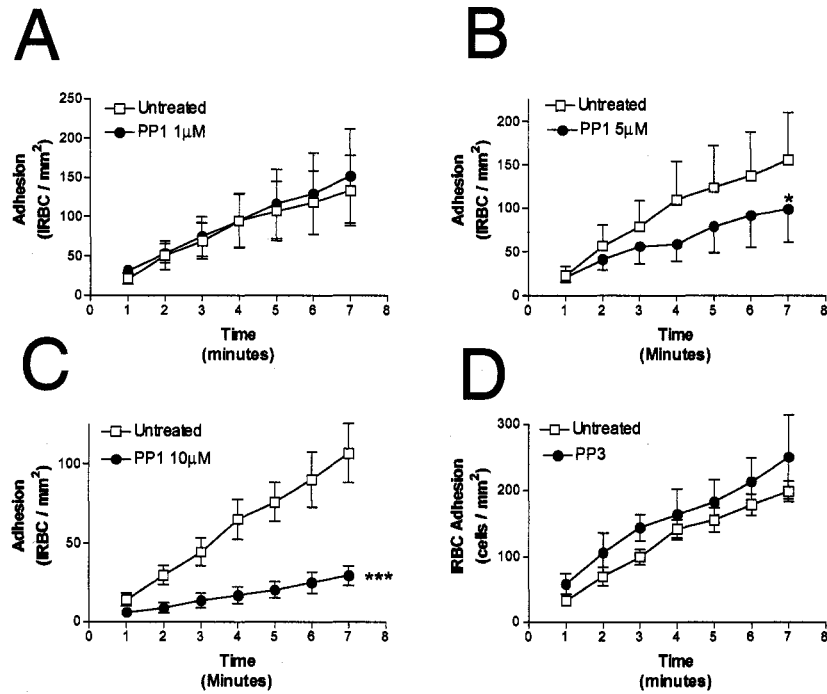 A
Untreated
PP1 1μM
Adhesion
(IRBC / mm²)
250
200
150
100
50
0
0 1 2 3 4 5 6 7 8
Time
(minutes)
B
Untreated
PP1 5μM
Adhesion
(IRBC / mm²)
200
150
100
50
0
*
0 1 2 3 4 5 6 7 8
Time
(Minutes)
C
Untreated
PP1 10μM
Adhesion
(IRBC / mm²)
100
50
0
***
0 1 2 3 4 5 6 7 8
Time
(Minutes)
D
Untreated
PP3
IRBC Adhesion
(cells / mm²)
300
200
100
0
0 1 2 3 4 5 6 7 8
Time
(minutes)